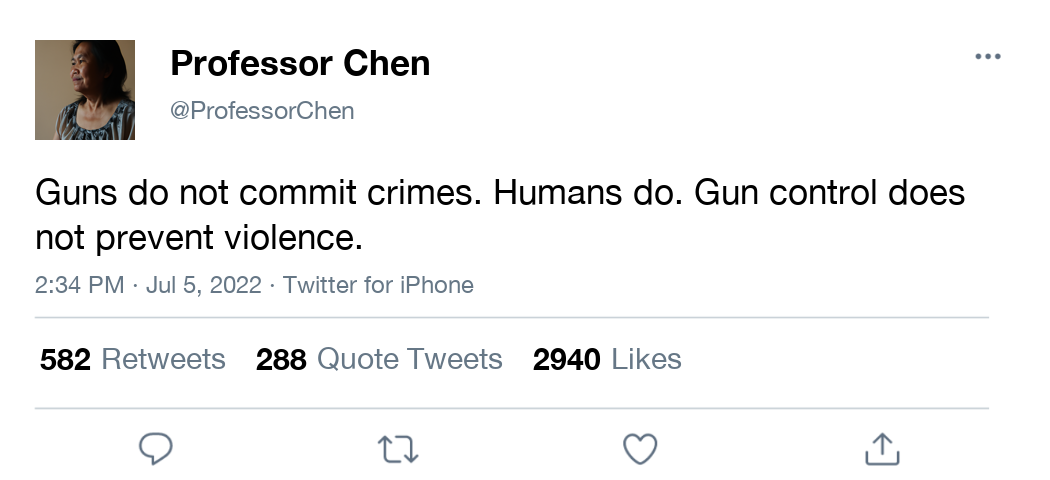 Professor Chen
@ProfessorChen
Guns do not commit crimes. Humans do. Gun control does
not prevent violence.
2:34 PM · Jul 5, 2022 · Twitter for iPhone
582 Retweets 288 Quote Tweets 2940 Likes